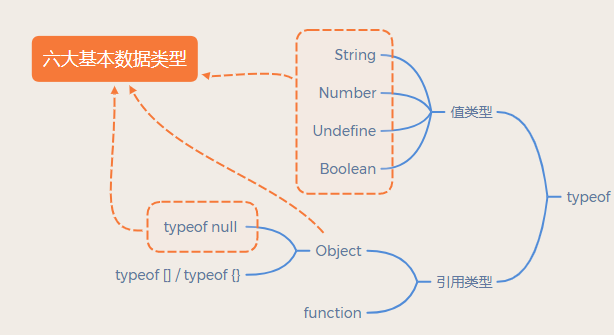 六大基本数据类型
String
Number
Undefine
Boolean
值类型
typeof
typeof null
Object
typeof [] / typeof {}
引用类型
function